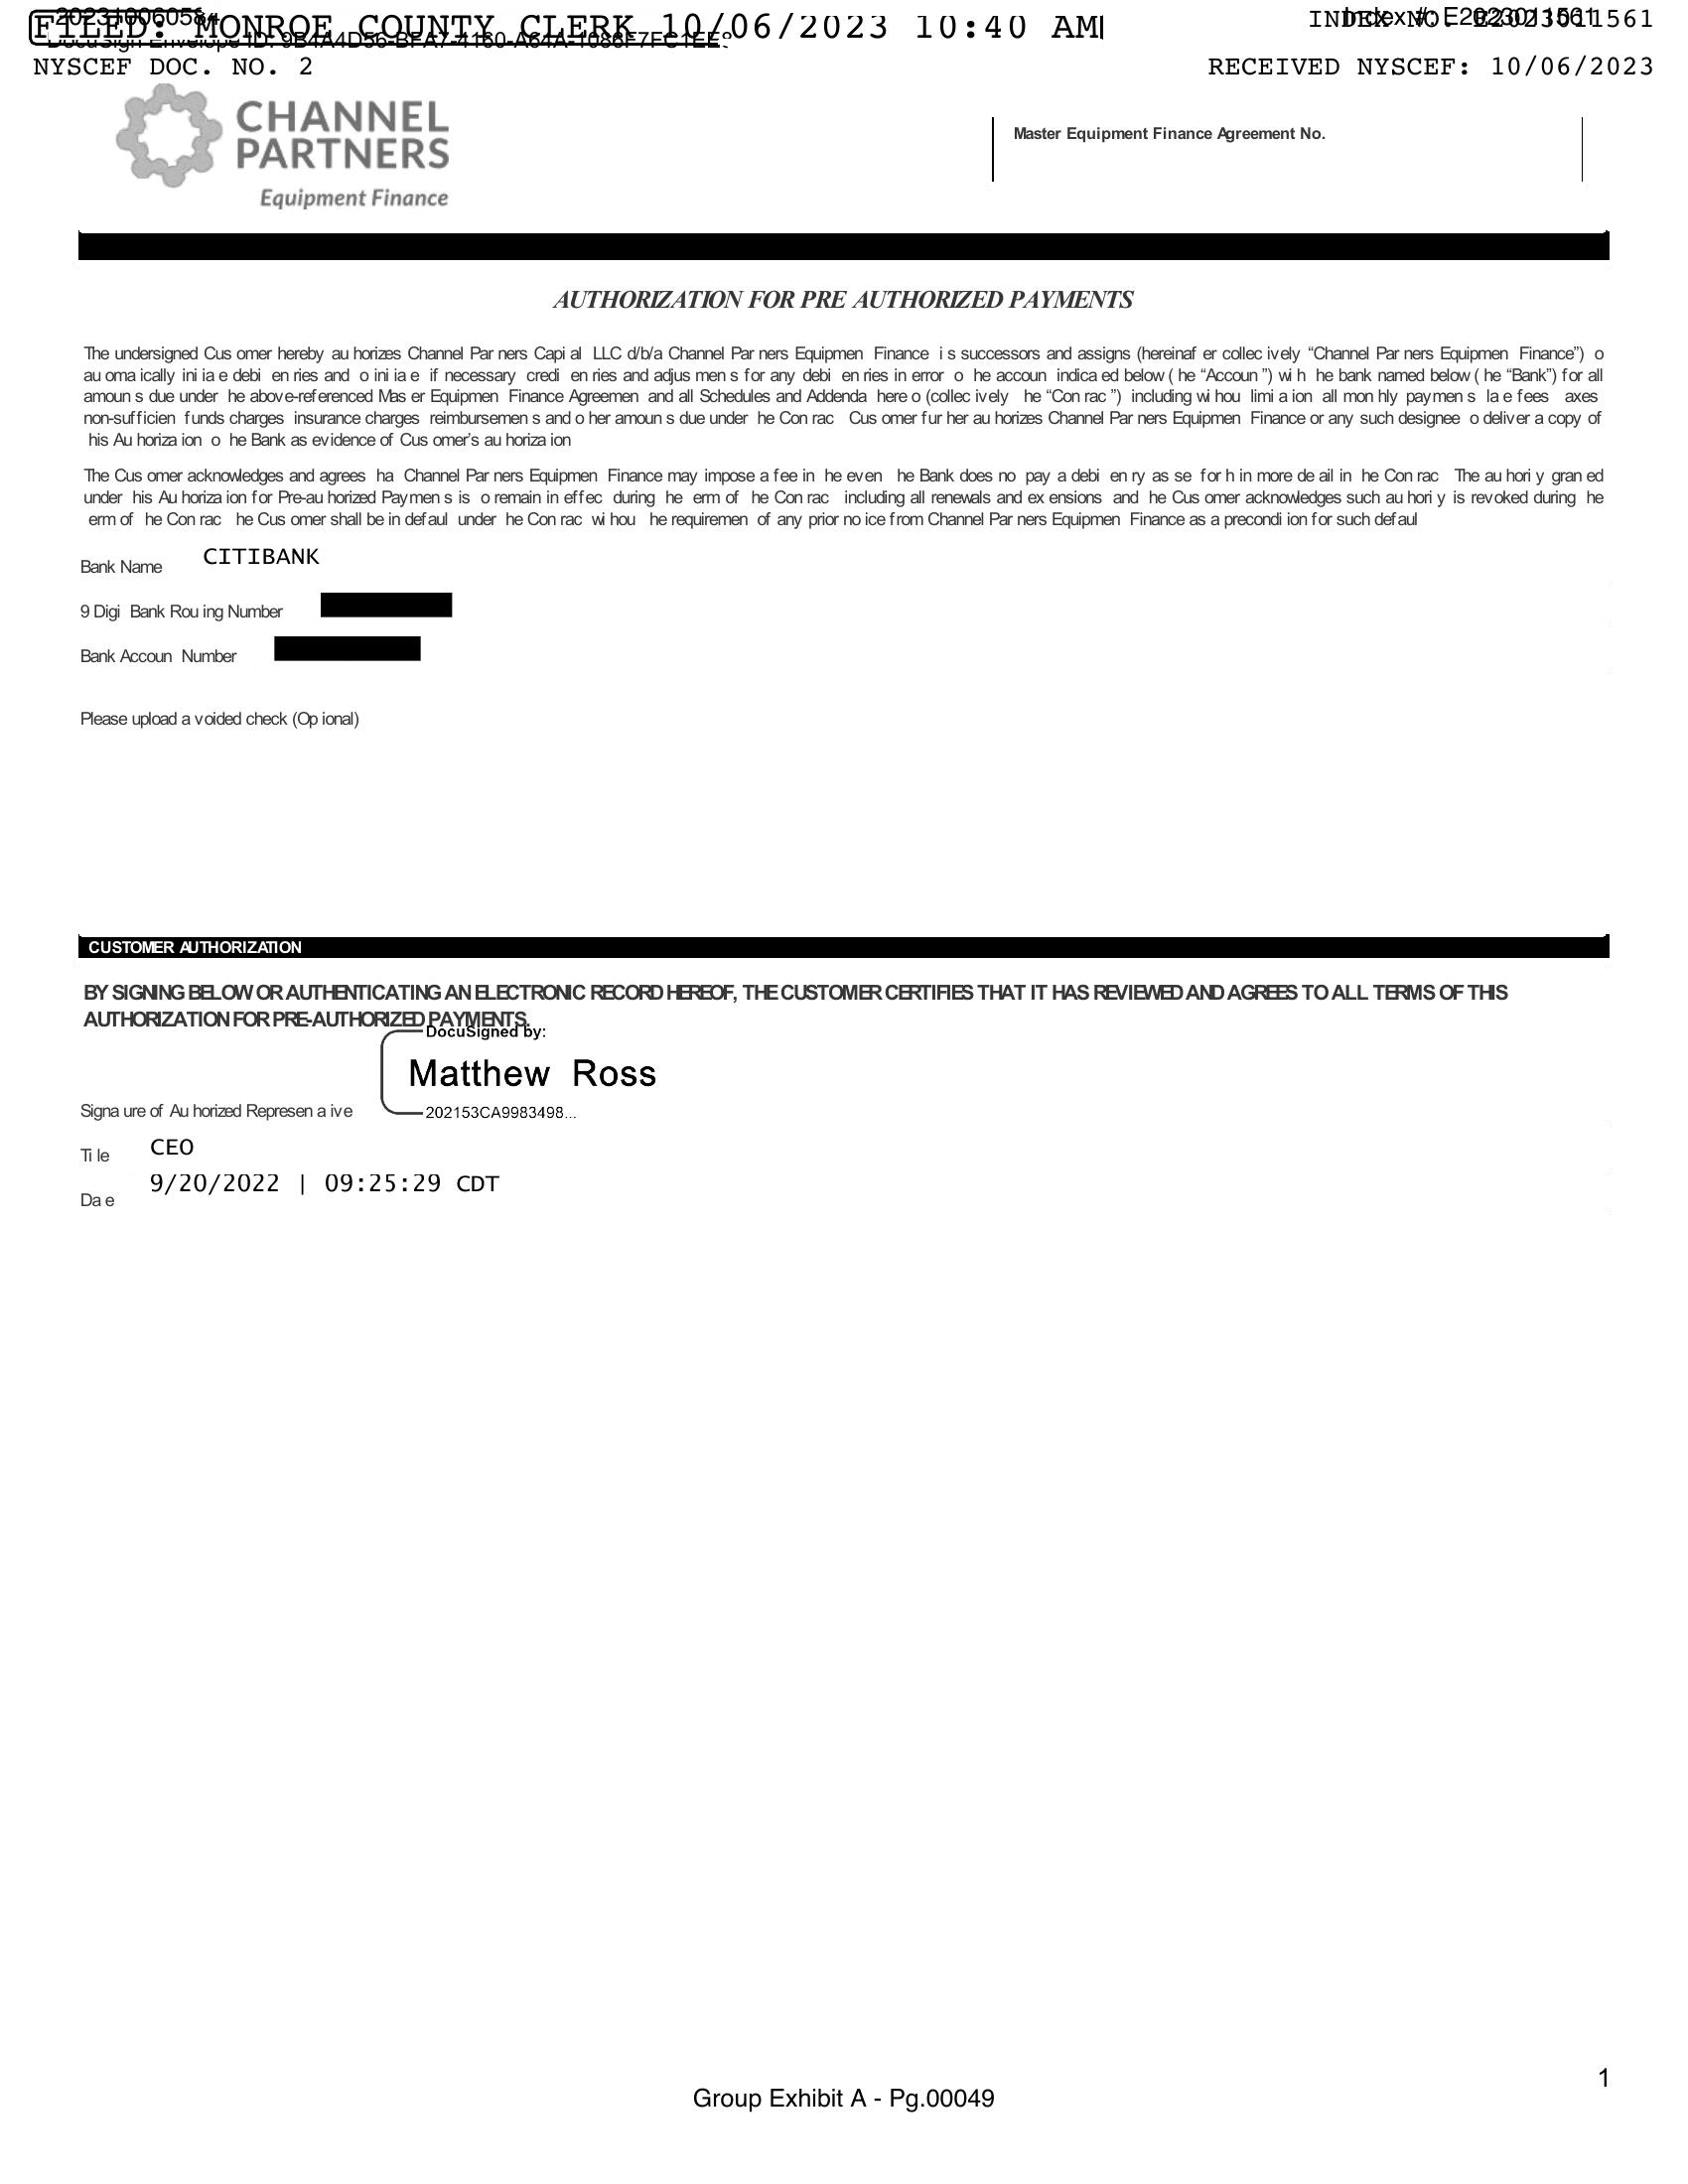 202310060584
FILED: MONROE COUNTY CLERK 10/06/2023 10:40 AM
INDEX NO. E2023011561
Index #: E2023011561
DocuSign Envelope ID: 9B4A4D56-BFA7-4160-A64A-1086F7FC1EE
NYSCEF DOC. NO. 2
RECEIVED NYSCEF: 10/06/2023
CHANNEL
PARTNERS
Equipment Finance
Master Equipment Finance Agreement No.
AUTHORIZATION FOR PRE AUTHORIZED PAYMENTS
The undersigned Cus omer hereby au horizes Channel Par ners Capi al LLC d/b/a Channel Par ners Equipmen Finance i s successors and assigns (hereinaf er collec ively “Channel Par ners Equipmen Finance”) o
au oma ically ini ia e debi en ries and o ini ia e if necessary credi en ries and adjus men s for any debi en ries in error o he accoun indica ed below ( he “Accoun ”) wi h he bank named below ( he “Bank”) for all
amoun s due under he above-referenced Mas er Equipmen Finance Agreemen and all Schedules and Addenda here o (collec ively he “Con rac ”) including wi hou limi a ion all mon hly paymen s la e fees axes
non-sufficien funds charges insurance charges reimbursemen s and o her amoun s due under he Con rac Cus omer fur her au horizes Channel Par ners Equipmen Finance or any such designee o deliver a copy of
his Au horiza ion o he Bank as evidence of Cus omer’s au horiza ion
The Cus omer acknowledges and agrees ha Channel Par ners Equipmen Finance may impose a fee in he even he Bank does no pay a debi en ry as se for h in more de ail in he Con rac The au hori y gran ed
under his Au horiza ion for Pre-au horized Paymen s is o remain in effec during he erm of he Con rac including all renewals and ex ensions and he Cus omer acknowledges such au hori y is revoked during he
erm of he Con rac he Cus omer shall be in defaul under he Con rac wi hou he requiremen of any prior no ice from Channel Par ners Equipmen Finance as a precondi ion for such defaul
Bank Name CITIBANK
9 Digi Bank Rou ing Number
Bank Accoun Number
Please upload a voided check (Op ional)
CUSTOMER AUTHORIZATION
BY SIGNING BELOW OR AUTHENTICATING AN ELECTRONIC RECORD HEREOF, THE CUSTOMER CERTIFIES THAT IT HAS REVIEWED AND AGREES TO ALL TERMS OF THIS
AUTHORIZATION FOR PRE-AUTHORIZED PAYMENTS.
DocuSigned by:
Matthew Ross
Signa ure of Au horized Represen a ive
202153CA9983498...
Ti le CEO
Da e 9/20/2022 | 09:25:29 CDT
1
Group Exhibit A - Pg.00049